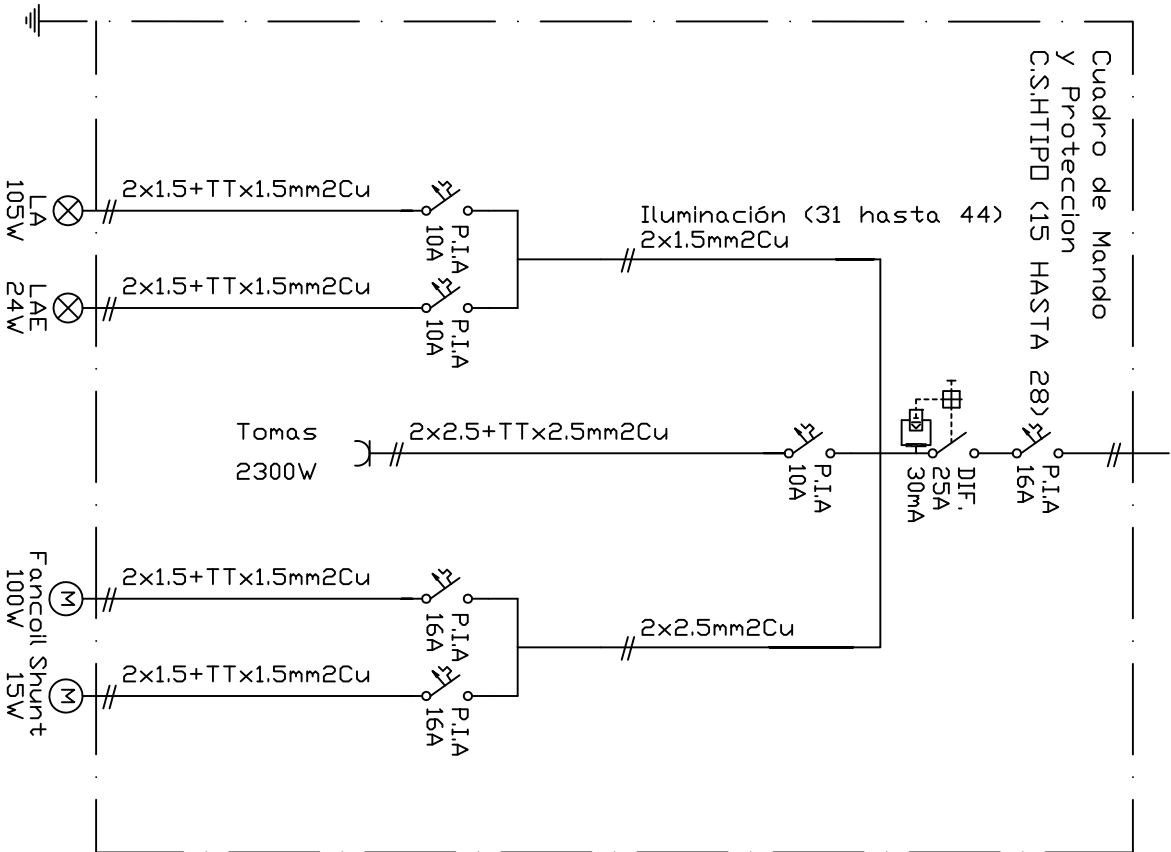 Cuadro de Mando
y Proteccion
C.S.HTIPO (15 HASTA 28)
P.I.A
16A
DIF.
25A
30mA
Iluminación (31 hasta 44)
2x1.5mm2Cu
2x1.5+TTx1.5mm2Cu
P.I.A
10A
LA
105W
2x1.5+TTx1.5mm2Cu
P.I.A
10A
LAE
24W
Tomas
2300W
2x2.5+TTx2.5mm2Cu
P.I.A
10A
2x2.5mm2Cu
2x1.5+TTx1.5mm2Cu
P.I.A
16A
M
Fancoil Shunt
100W
2x1.5+TTx1.5mm2Cu
P.I.A
16A
M
15W